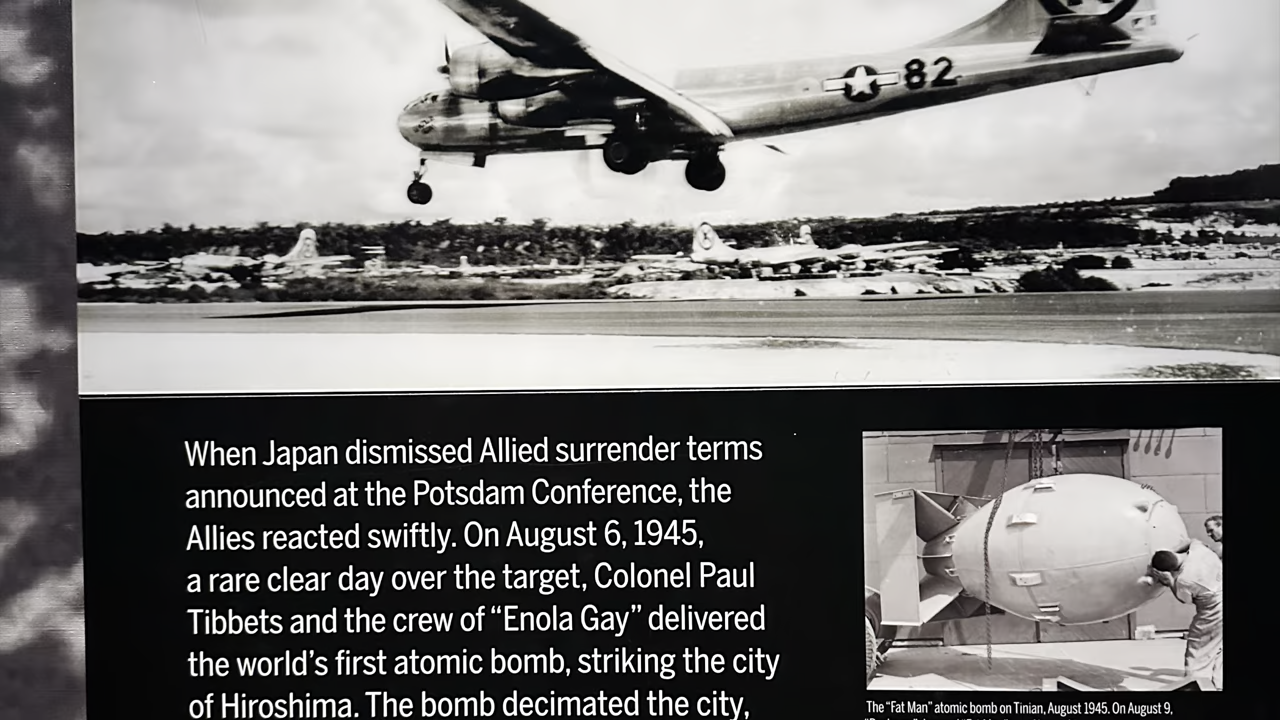 82
When Japan dismissed Allied surrender terms
announced at the Potsdam Conference, the
Allies reacted swiftly. On August 6, 1945,
a rare clear day over the target, Colonel Paul
Tibbets and the crew of “Enola Gay” delivered
the world’s first atomic bomb, striking the city
of Hiroshima. The bomb decimated the city,
The “Fat Man” atomic bomb on Tinian, August 1945. On August 9,